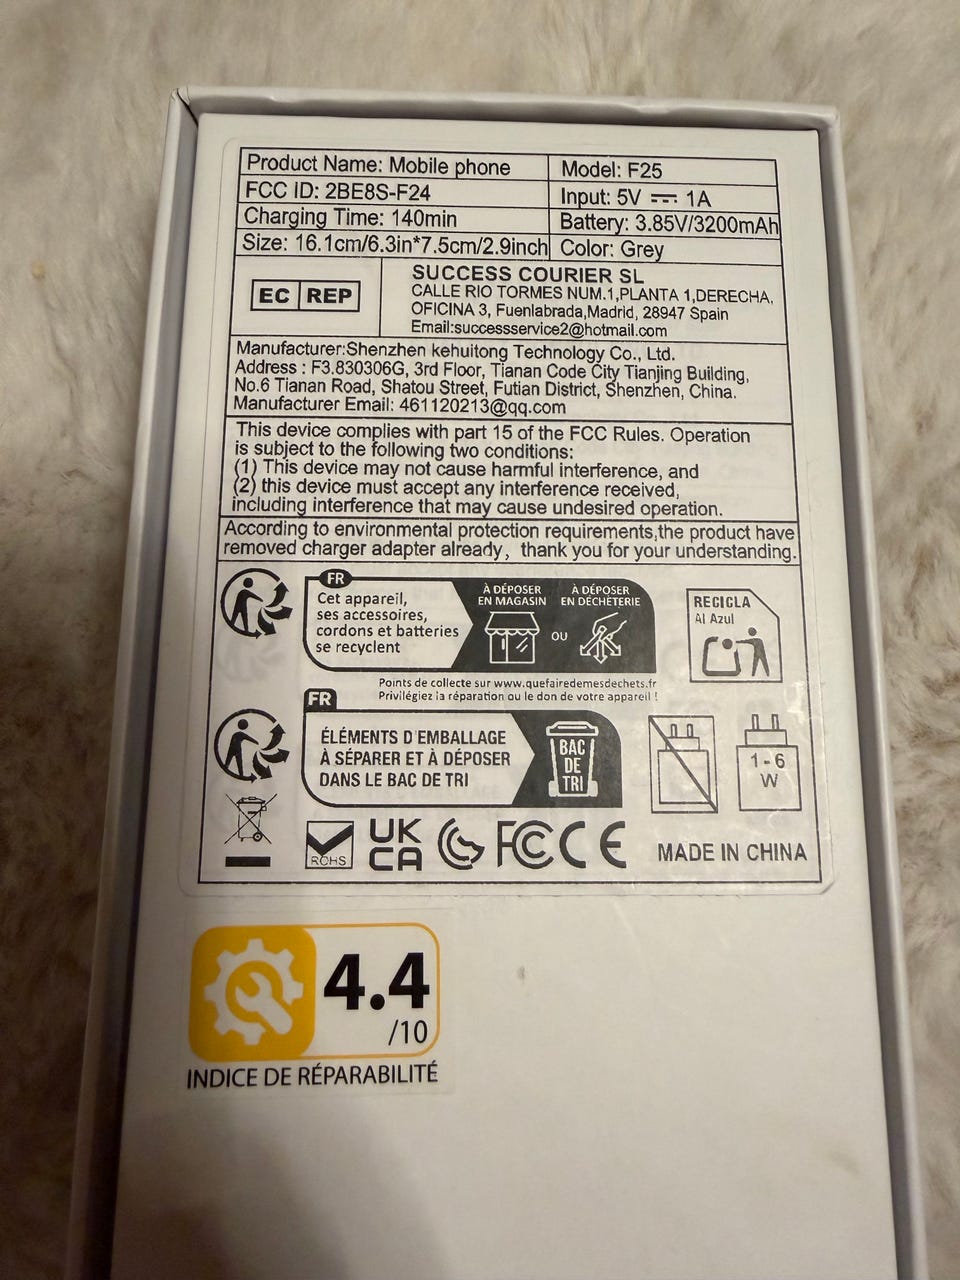 Product Name: Mobile phone
Model: F25
FCC ID: 2BE8S-F24
Input: 5V ⎓ 1A
Charging Time: 140min
Battery: 3.85V/3200mAh
Size: 16.1cm/6.3in*7.5cm/2.9inch
Color: Grey
EC REP
SUCCESS COURIER SL
CALLE RIO TORMES NUM.1,PLANTA 1,DERECHA,
OFICINA 3, Fuenlabrada,Madrid, 28947 Spain
Email:successservice2@hotmail.com
Manufacturer:Shenzhen kehuitong Technology Co., Ltd.
Address : F3.830306G, 3rd Floor, Tianan Code City Tianjing Building,
No.6 Tianan Road, Shatou Street, Futian District, Shenzhen, China.
Manufacturer Email: 461120213@qq.com
This device complies with part 15 of the FCC Rules. Operation
is subject to the following two conditions:
(1) This device may not cause harmful interference, and
(2) this device must accept any interference received,
including interference that may cause undesired operation.
According to environmental protection requirements,the product have
removed charger adapter already, thank you for your understanding.
FR
Cet appareil,
ses accessoires,
cordons et batteries
se recyclent
À DÉPOSER
EN MAGASIN
OU
À DÉPOSER
EN DÉCHÈTERIE
RECICLA
Al Azul
Points de collecte sur www.quefairedemesdechets.fr
Privilégiez la réparation ou le don de votre appareil !
FR
ÉLÉMENTS D'EMBALLAGE
À SÉPARER ET À DÉPOSER
DANS LE BAC DE TRI
BAC
DE
TRI
1-6
W
ROHS
UK
CA
FC
CE
MADE IN CHINA
4.4
/10
INDICE DE RÉPARABILITÉ